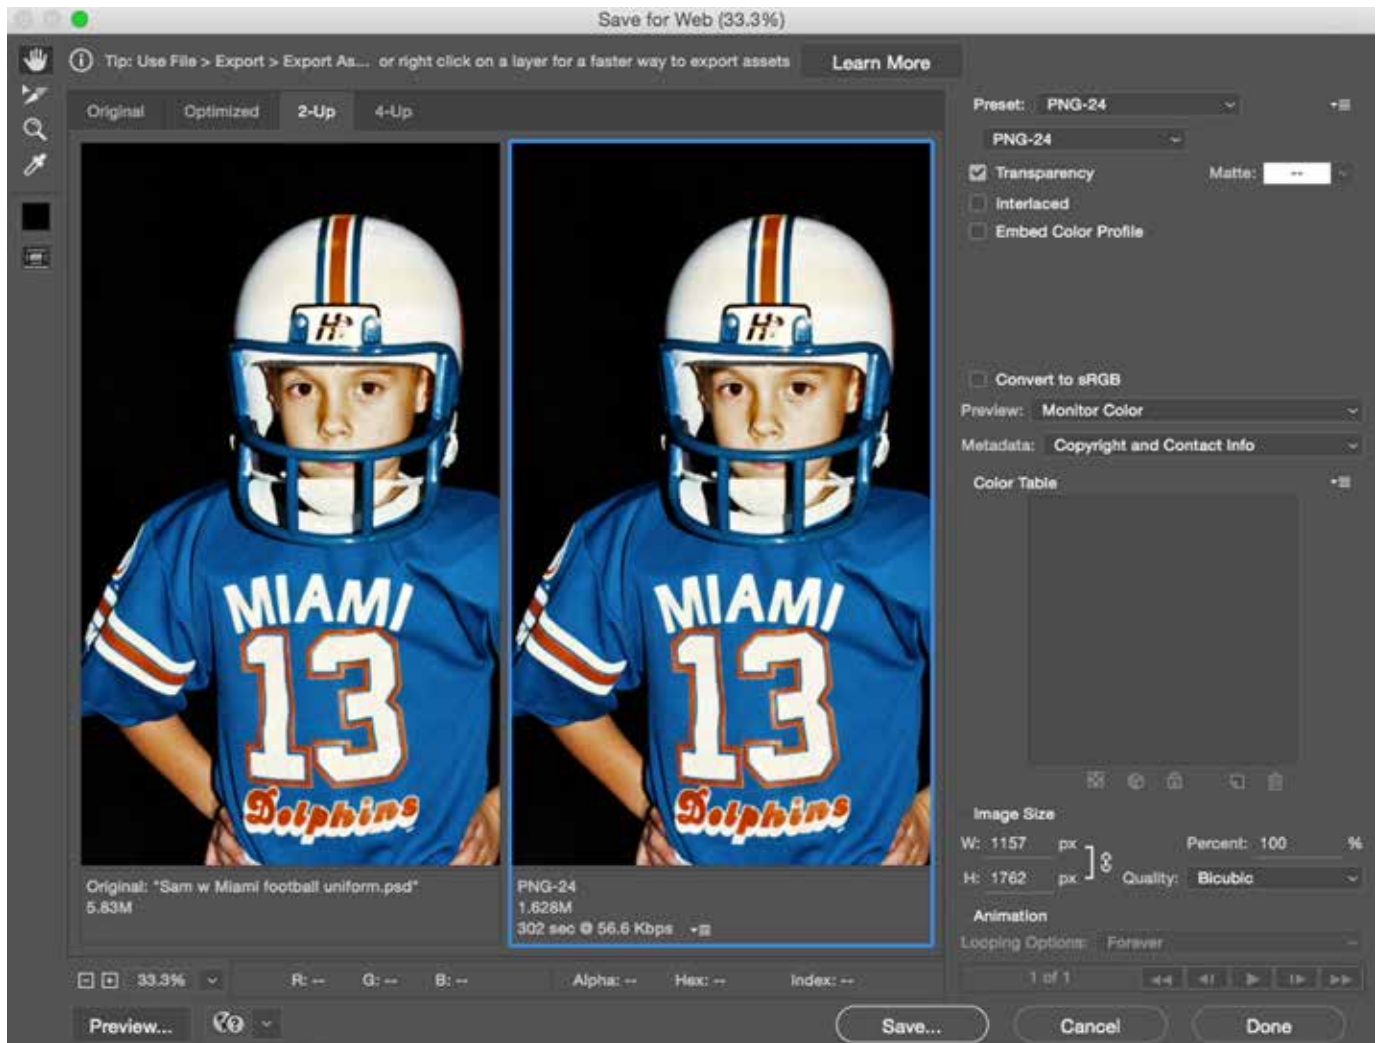 Save for Web (33.3%)
Tip: Use File > Export > Export As... or right click on a layer for a faster way to export assets
Learn More
Original
Optimized
2-Up
4-Up
MIAMI
13
Dolphins
MIAMI
13
Dolphins
Original: "Sam w Miami football uniform.psd"
5.83M
PNG-24
1.628M
302 sec @ 56.6 Kbps
Preset: PNG-24
PNG-24
Transparency
Matte: --
Interlaced
Embed Color Profile
Convert to sRGB
Preview: Monitor Color
Metadata: Copyright and Contact Info
Color Table
Image Size
W: 1157 px
Percent: 100 %
H: 1762 px
Quality: Bicubic
Animation
Looping Options: Forever
1 of 1
33.3%
R: --
G: --
B: --
Alpha: --
Hex: --
Index: --
Preview...
Save...
Cancel
Done